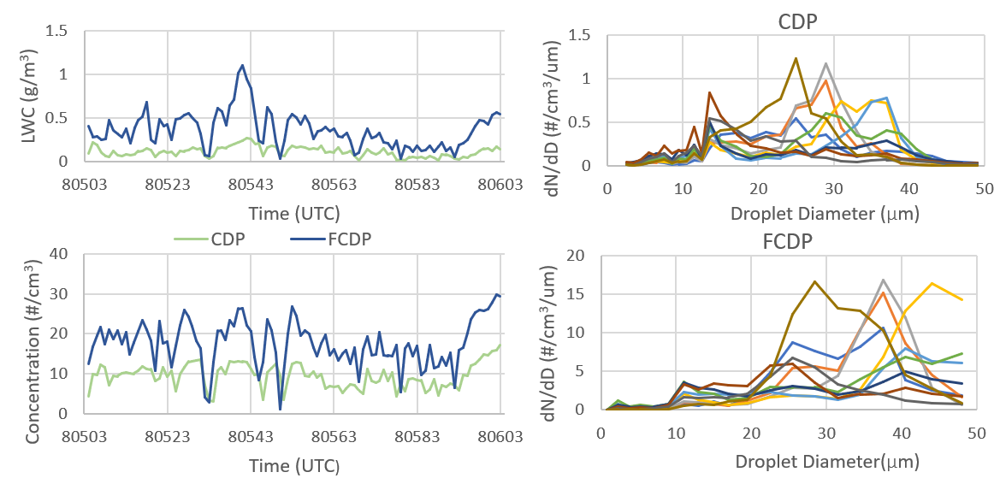 1.5
1
0.5
0
LWC (g/m³)
80503 80523 80543 80563 80583 80603
Time (UTC)
CDP FCDP
40
30
20
10
0
Concentration (#/cm³)
80503 80523 80543 80563 80583 80603
Time (UTC)
CDP
1.5
1
0.5
0
dN/dD (#/cm³/um)
0 10 20 30 40 50
Droplet Diameter (μm)
FCDP
20
15
10
5
0
dN/dD (#/cm³/um)
0 10 20 30 40 50
Droplet Diameter(μm)